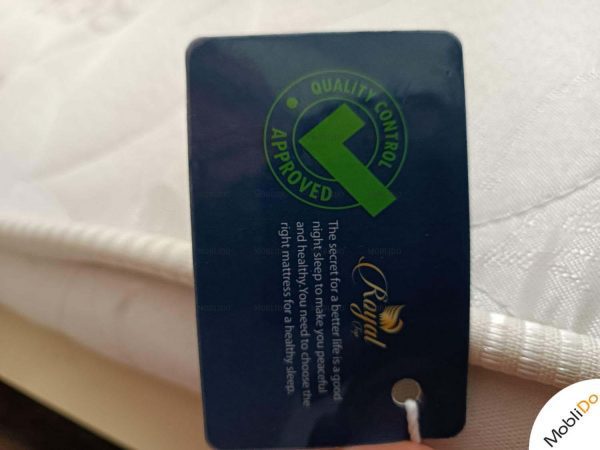 QUALITY CONTROL
APPROVED
Royal
The secret for a better life is a good
night sleep to make you peaceful
and healthy.You need to choose the
right mattress for a healthy sleep.
MobliDo